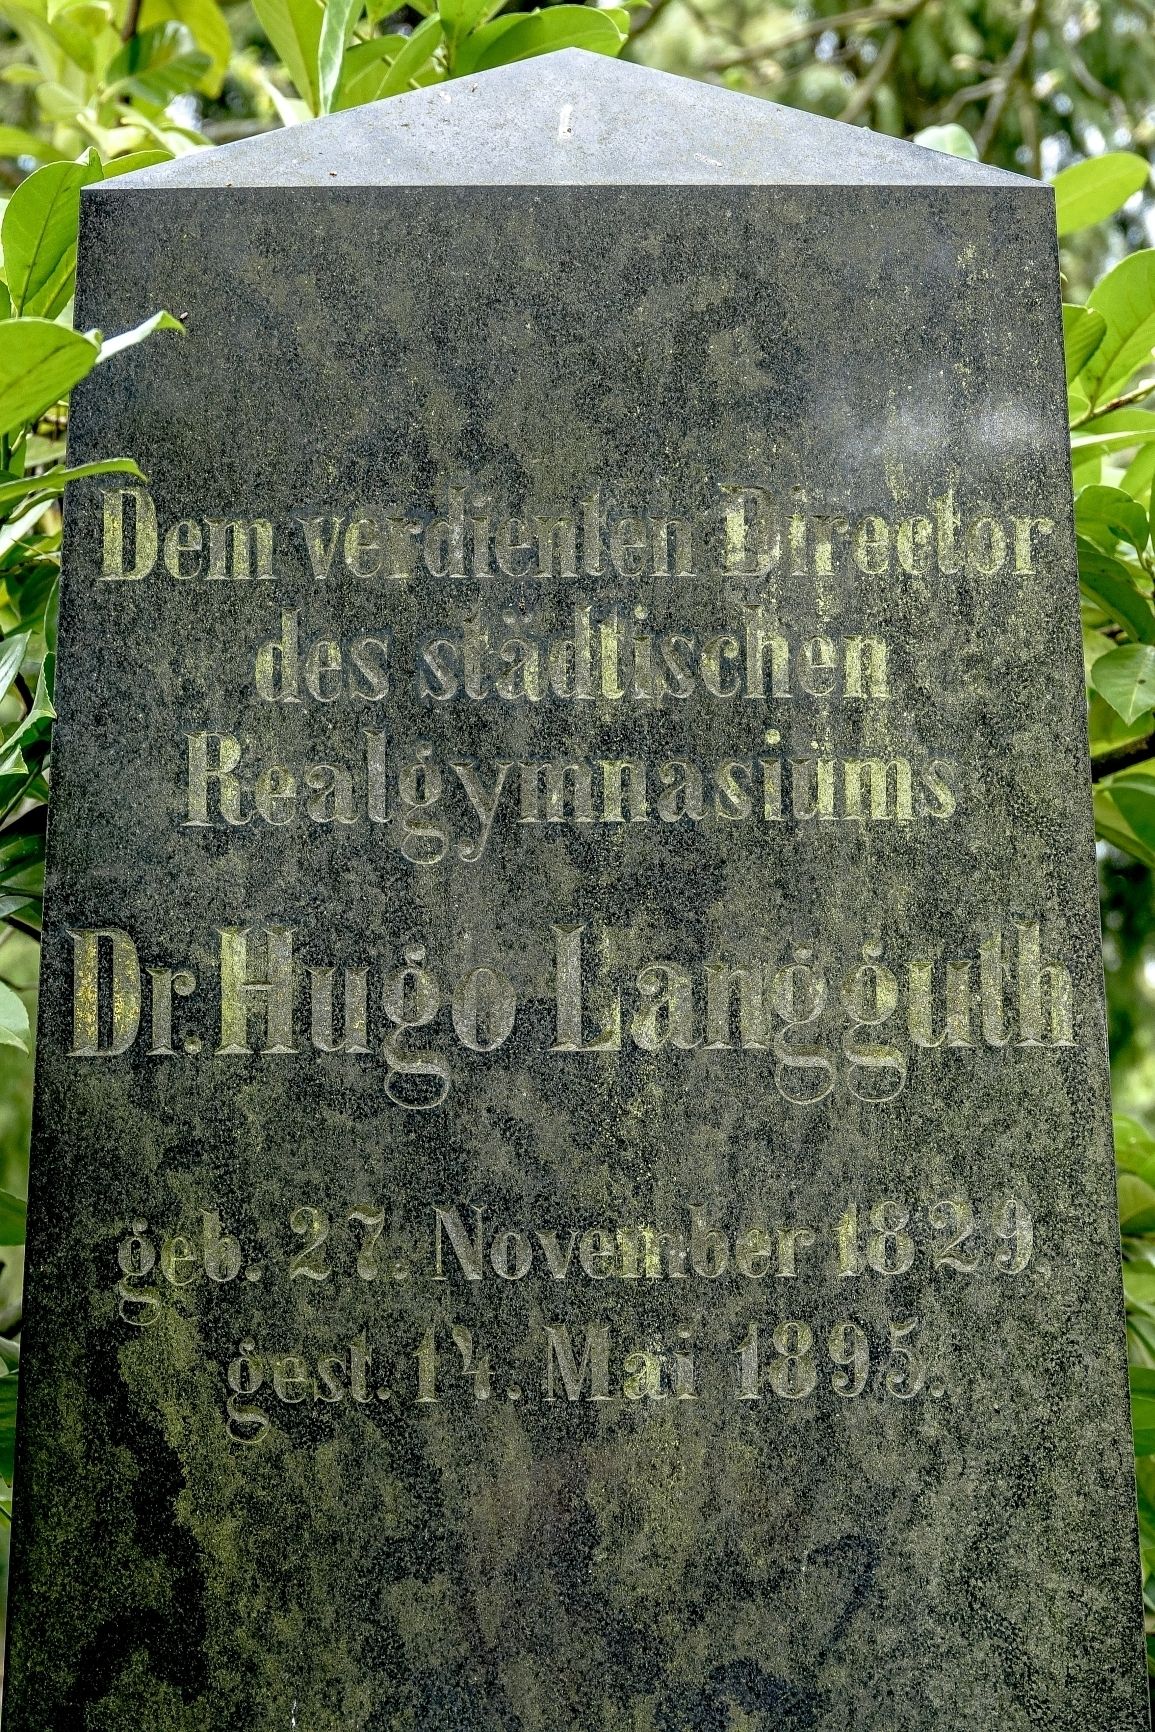 Dem verdienten Director
des städtischen
Realgymnasiums
Dr. Hugo Langguth
geb. 27. November 1829,
gest. 14. Mai 1895.